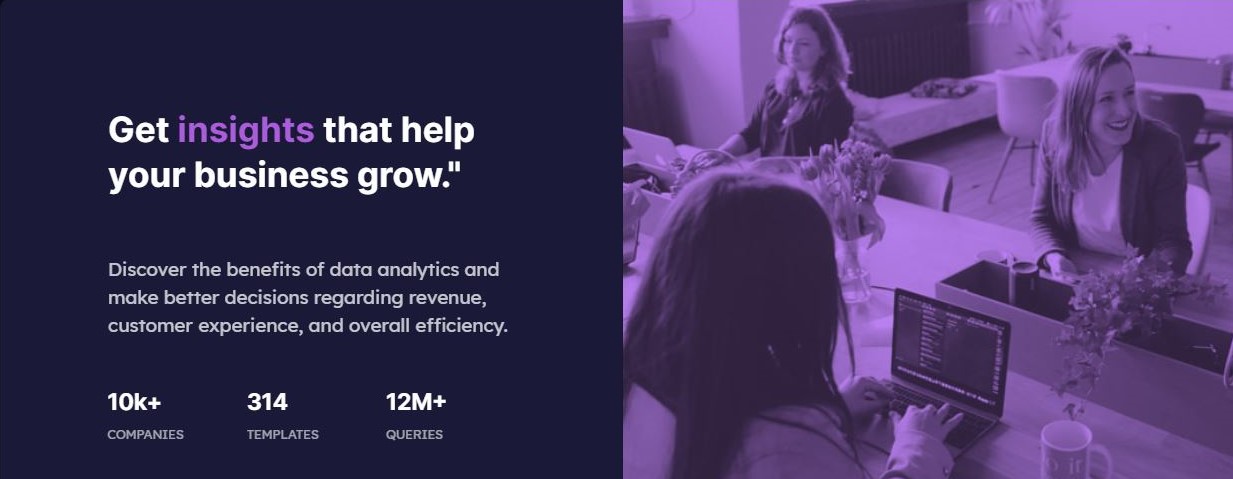 Get insights that help
your business grow."
Discover the benefits of data analytics and
make better decisions regarding revenue,
customer experience, and overall efficiency.
10k+ 314 12M+
COMPANIES TEMPLATES QUERIES